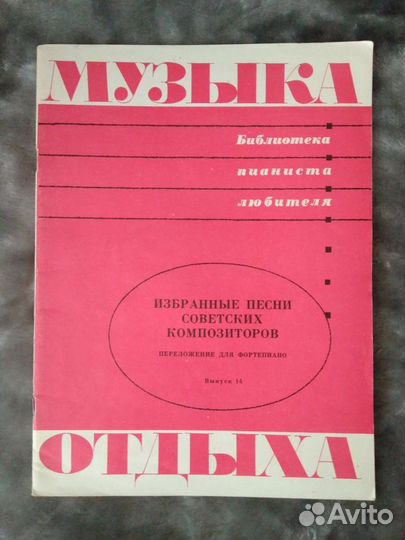 МУЗЫКА
Библиотека
пианиста
любителя
ИЗБРАННЫЕ ПЕСНИ
СОВЕТСКИХ
КОМПОЗИТОРОВ
ПЕРЕЛОЖЕНИЕ ДЛЯ ФОРТЕПИАНО
Выпуск 14
ОТДЫХА
Avito